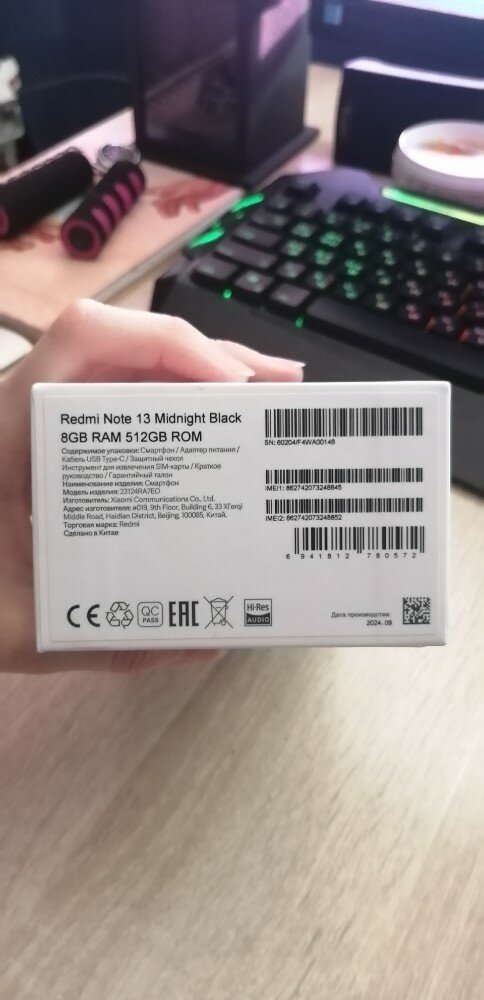 Redmi Note 13 Midnight Black
8GB RAM 512GB ROM
Содержимое упаковки: Смартфон / Адаптер питания /
Кабель USB Type-C / Защитный чехол
Инструмент для извлечения SIM-карты / Краткое
руководство / Гарантийный талон
Наименование изделия: Смартфон
Модель изделия: 23124RA7EO
Изготовитель: Xiaomi Communications Co., Ltd.
Адрес изготовителя: #019, 9th Floor, Building 6, 33 Xi'erqi
Middle Road, Haidian District, Beijing, 100085, Китай.
Торговая марка: Redmi
Сделано в Китае
SN: 60204/F4WA00148
IMEI1: 862742073248845
IMEI2: 862742073248852
6 941812 780572
CE
QC
PASS
EAC
Hi-Res
AUDIO
Дата производства:
2024.09